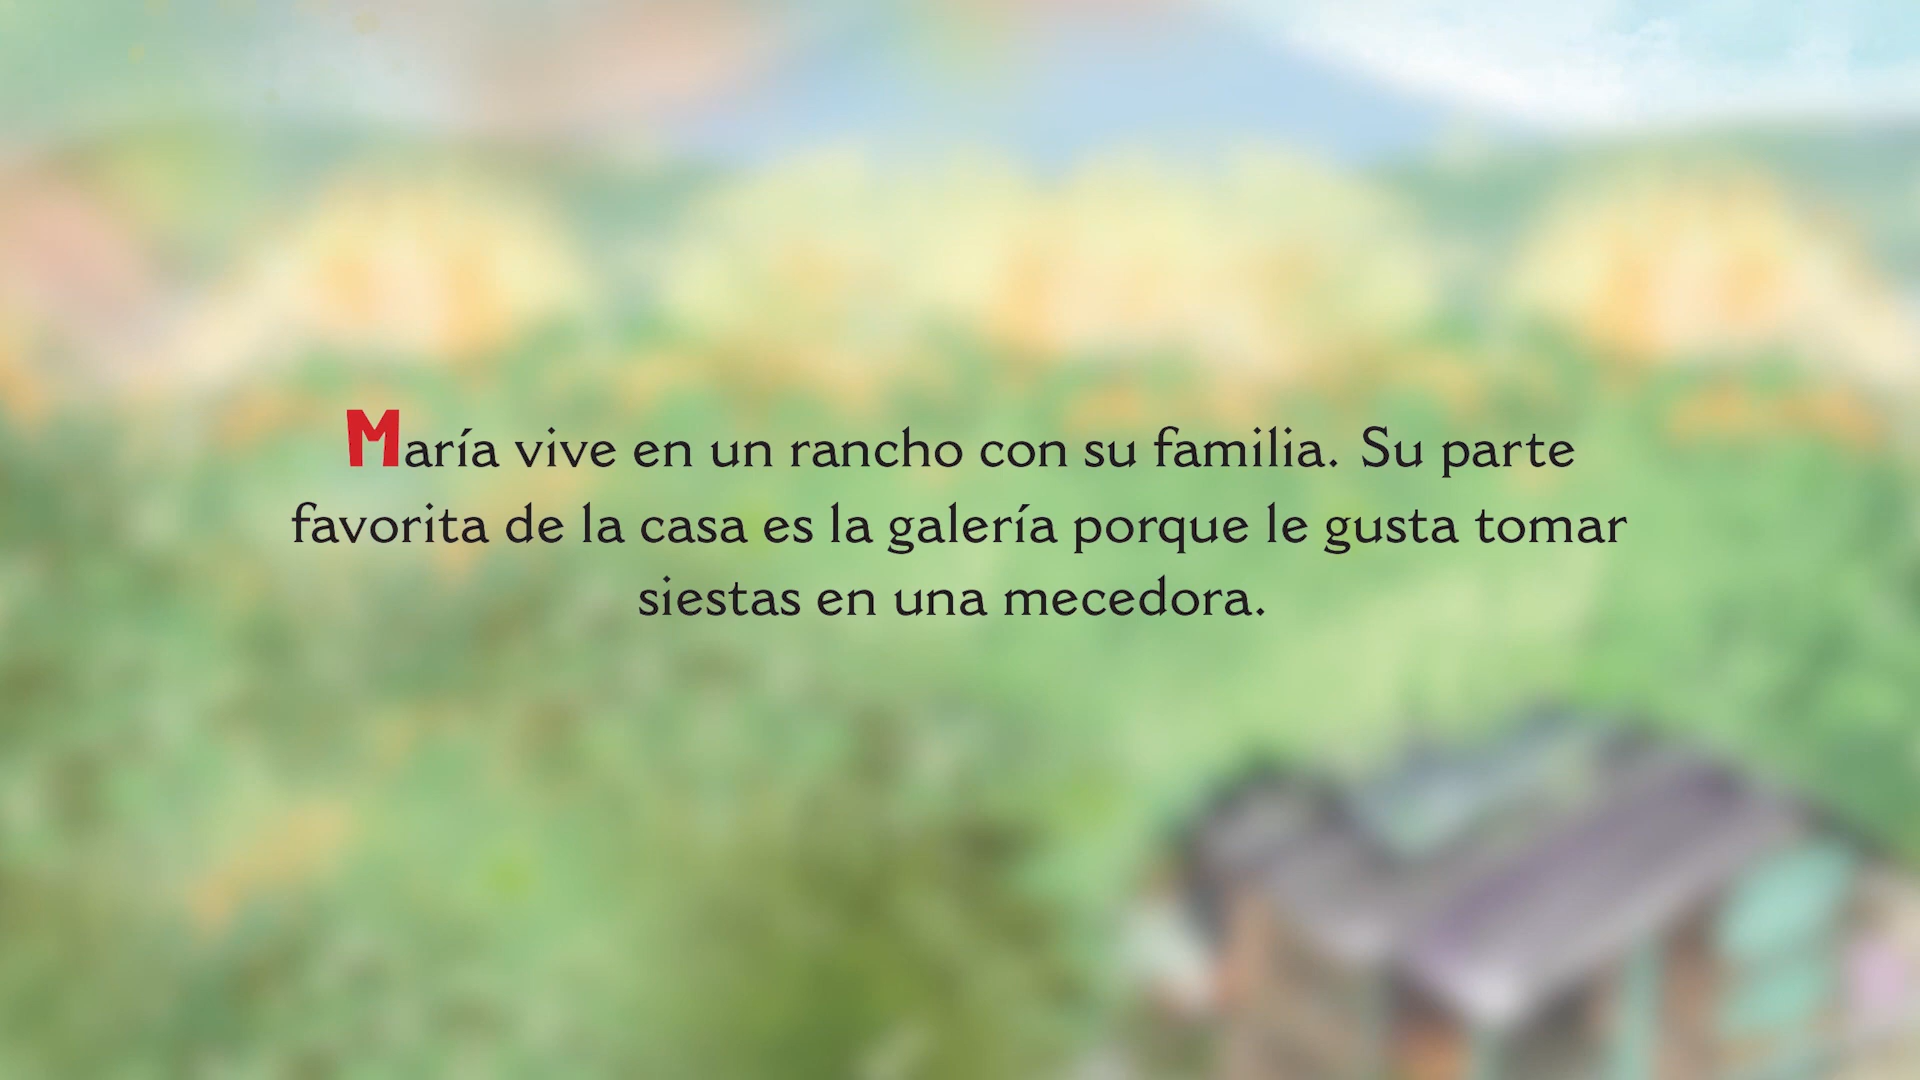 María vive en un rancho con su familia. Su parte
favorita de la casa es la galería porque le gusta tomar
siestas en una mecedora.